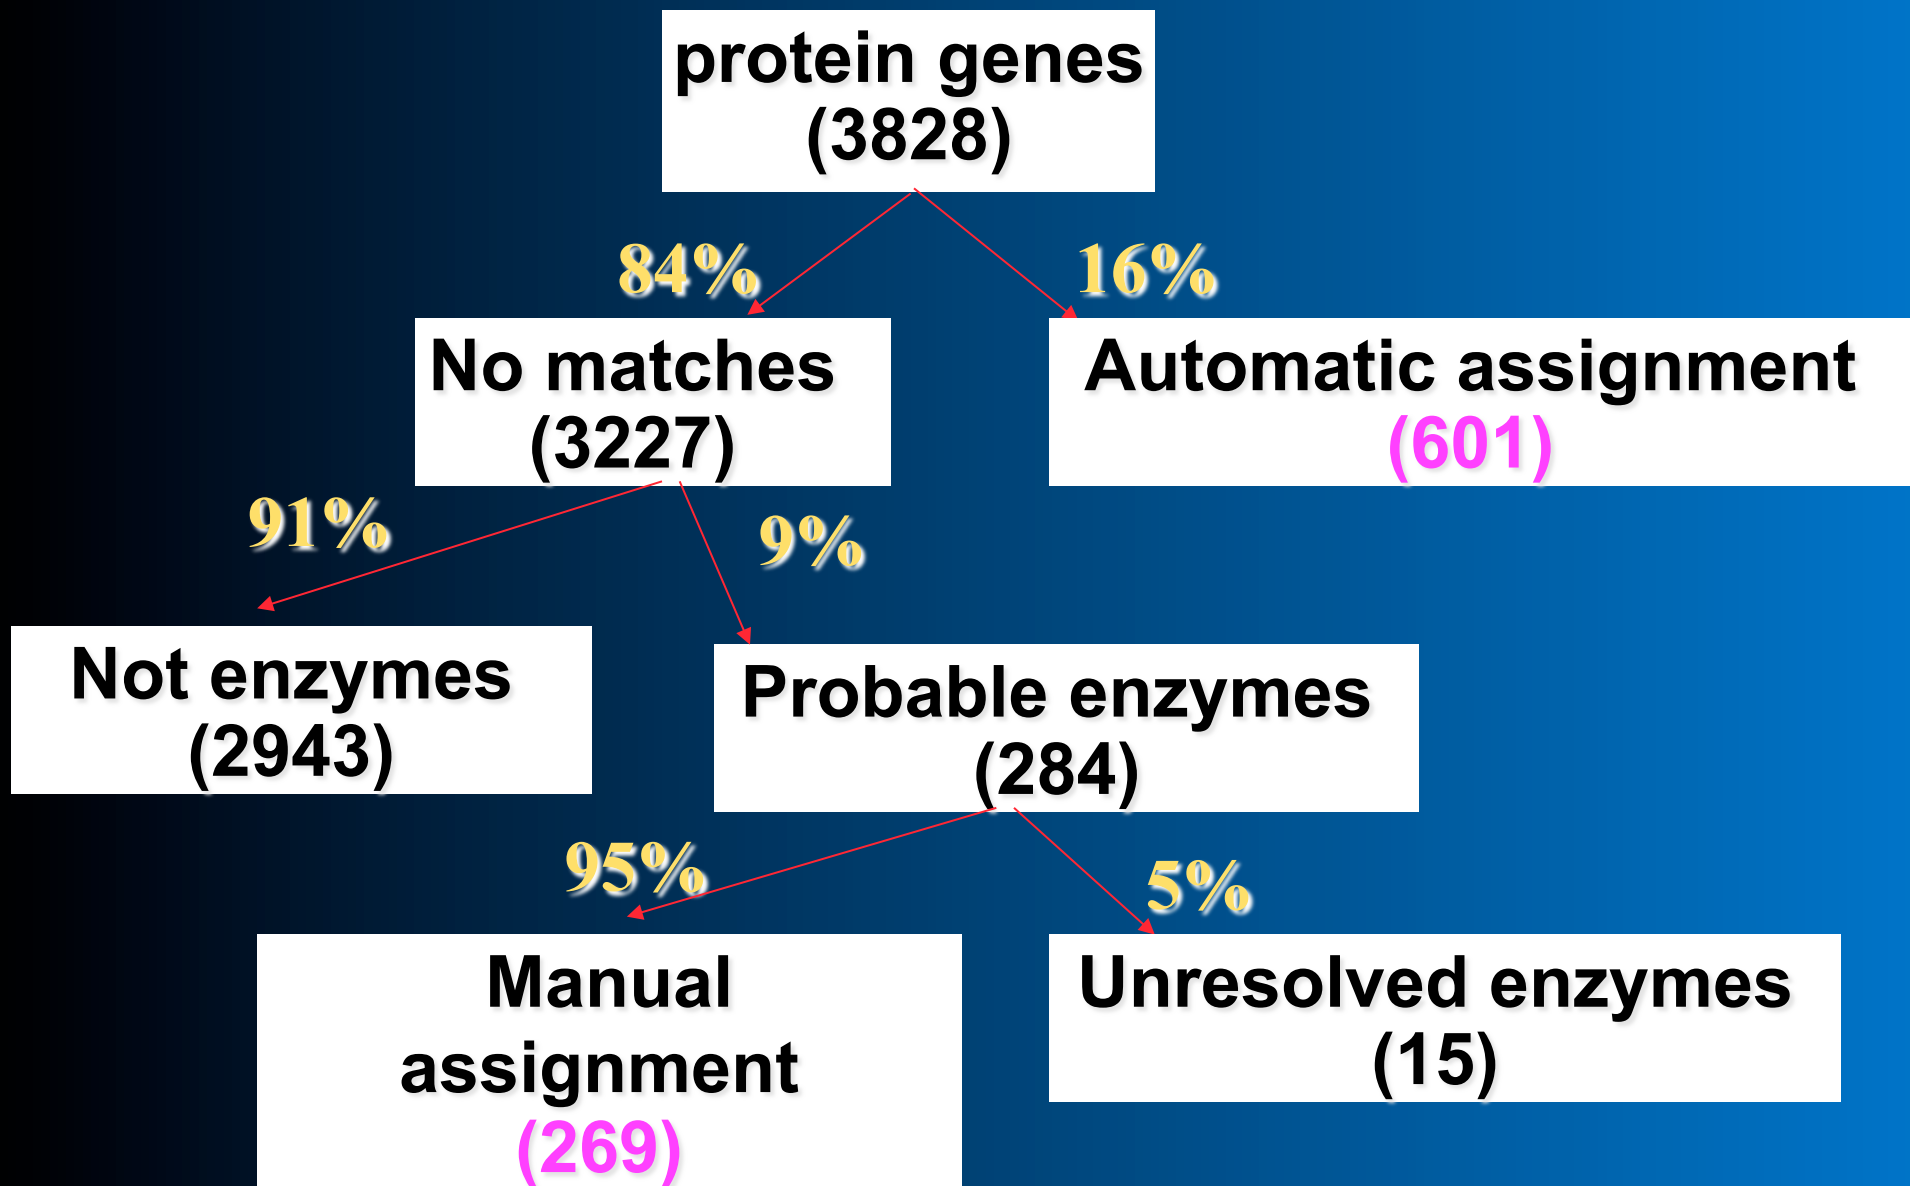 protein genes
(3828)
84%
16%
No matches
(3227)
Automatic assignment
(601)
91%
9%
Not enzymes
(2943)
Probable enzymes
(284)
95%
5%
Manual
assignment
(269)
Unresolved enzymes
(15)